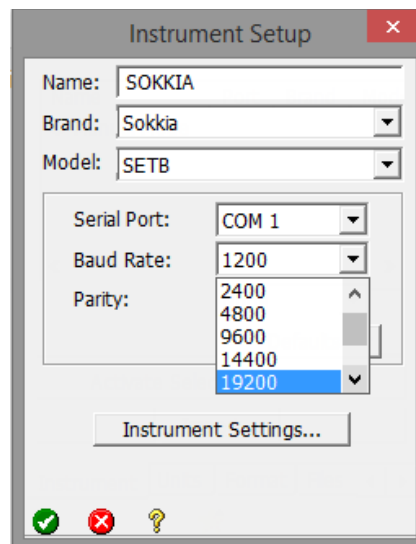 Instrument Setup
Name: SOKKIA
Brand: Sokkia
Model: SETB
Serial Port: COM 1
Baud Rate: 1200
Parity:
2400
4800
9600
14400
19200
Instrument Settings...